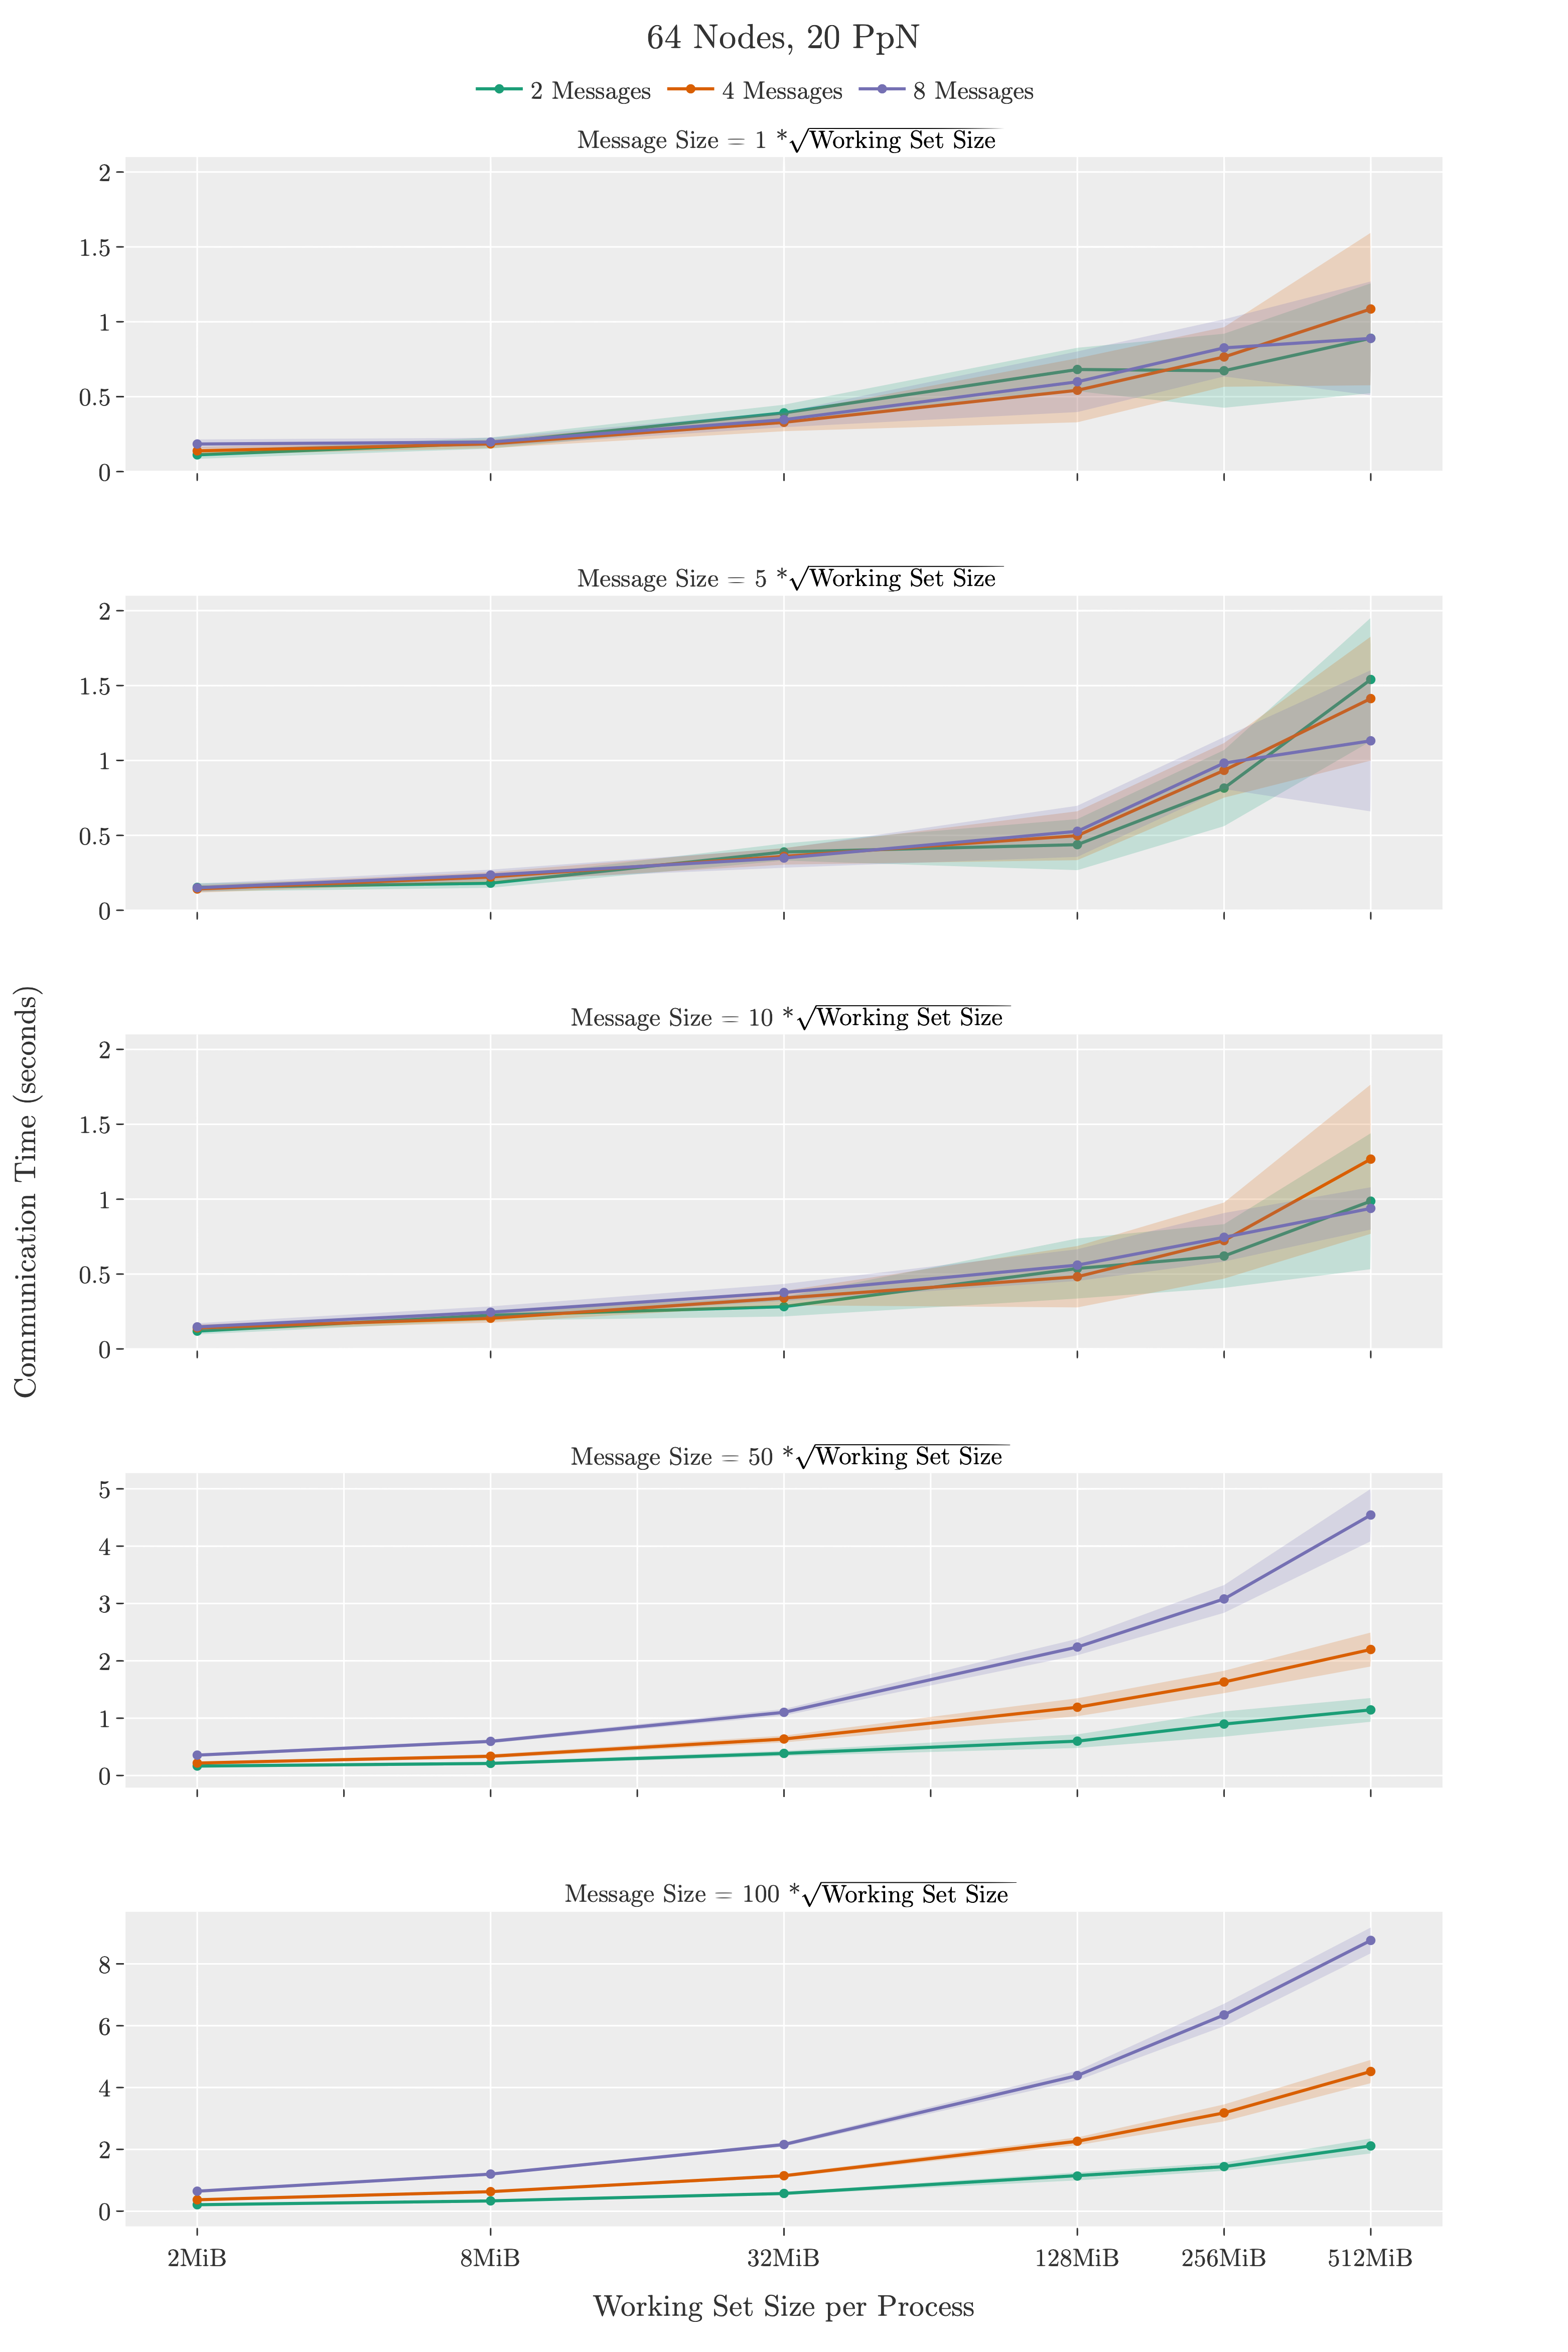 64 Nodes, 20 PpN
2 Messages 4 Messages 8 Messages
Message Size = 1 *√Working Set Size
2
1.5
1
0.5
0
Message Size = 5 *√Working Set Size
2
1.5
1
0.5
0
Message Size = 10 *√Working Set Size
2
1.5
1
0.5
0
Communication Time (seconds)
Message Size = 50 *√Working Set Size
5
4
3
2
1
0
Message Size = 100 *√Working Set Size
8
6
4
2
0
2MiB 8MiB 32MiB 128MiB 256MiB 512MiB
Working Set Size per Process